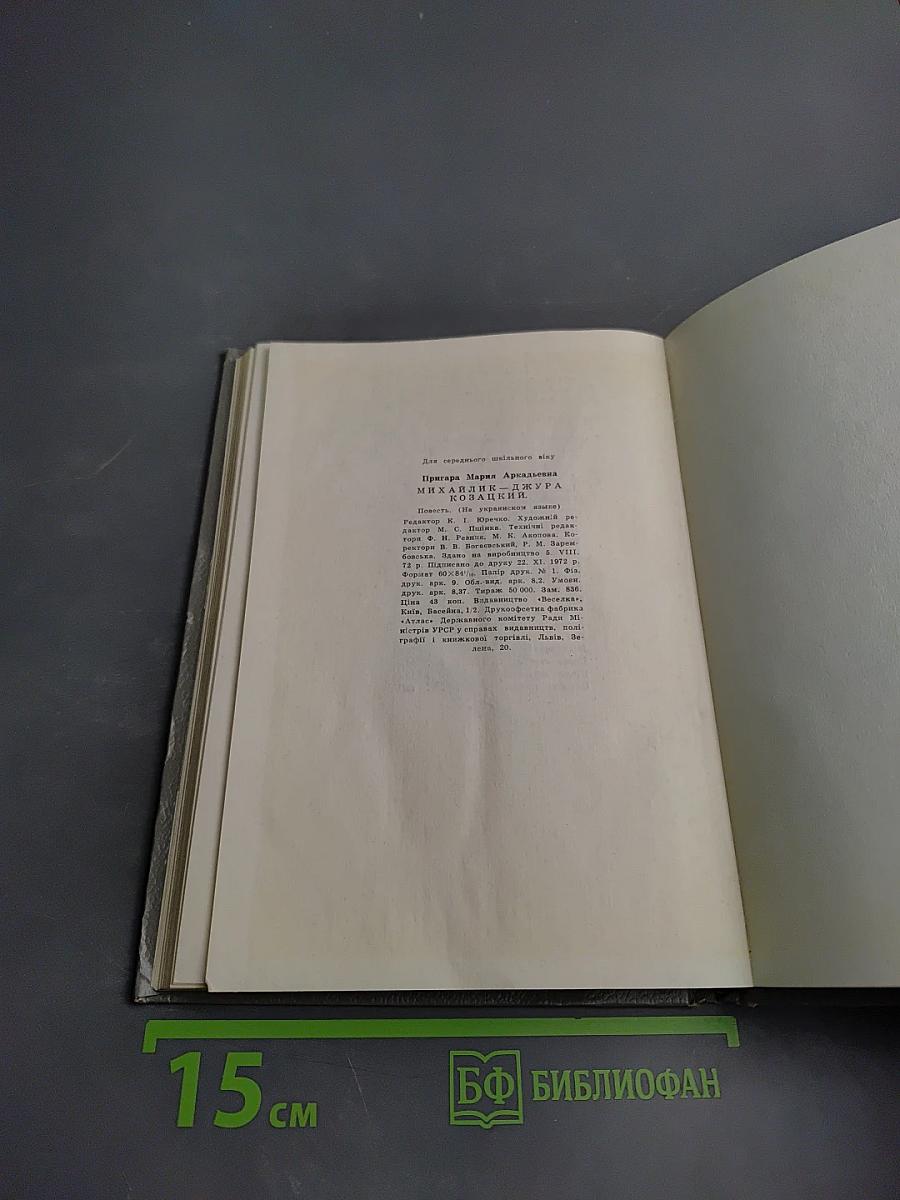 Для середнього шкільного віку
Пригара Мария Аркадьевна
МИХАЙЛИК—ДЖУРА
КОЗАЦКИЙ.
Повесть. (На украинском языке)
Редактор К. І. Юречко. Художній ре-
дактор М. С. Пшінка. Технічні редак-
тори Ф. Н. Резник, М. К. Акопова. Ко-
ректори В. В. Богаєвський, Р. М. Зарем-
бовська. Здано на виробництво 5. VIII.
72 р. Підписано до друку 22. XI. 1972 р.
Формат 60×84¹/₁₆. Папір друк. № 1. Фіз.
друк. арк. 9. Обл.-вид. арк. 8,2. Умовн.
друк. арк. 8,37. Тираж 50 000. Зам. 836.
Ціна 43 коп. Видавництво «Веселка»,
Київ, Басейна, 1/2. Друкоофсетна фабрика
«Атлас» Державного комітету Ради Мі-
ністрів УРСР у справах видавництв, полі-
графії і книжкової торгівлі, Львів, Зе-
лена, 20.
15 см
БФ БИБЛИОФАН